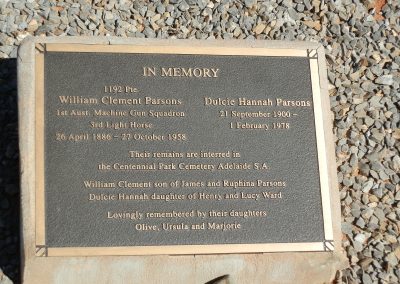 IN MEMORY
1192 Pte.
William Clement Parsons
1st Aust. Machine Gun Squadron
3rd Light Horse
26 April 1886 – 27 October 1958
Dulcie Hannah Parsons
21 September 1900 –
1 February 1978
Their remains are interred in
the Centennial Park Cemetery Adelaide S.A
William Clement son of James and Ruphina Parsons
Dulcie Hannah daughter of Henry and Lucy Ward
Lovingly remembered by their daughters
Olive, Ursula and Marjorie